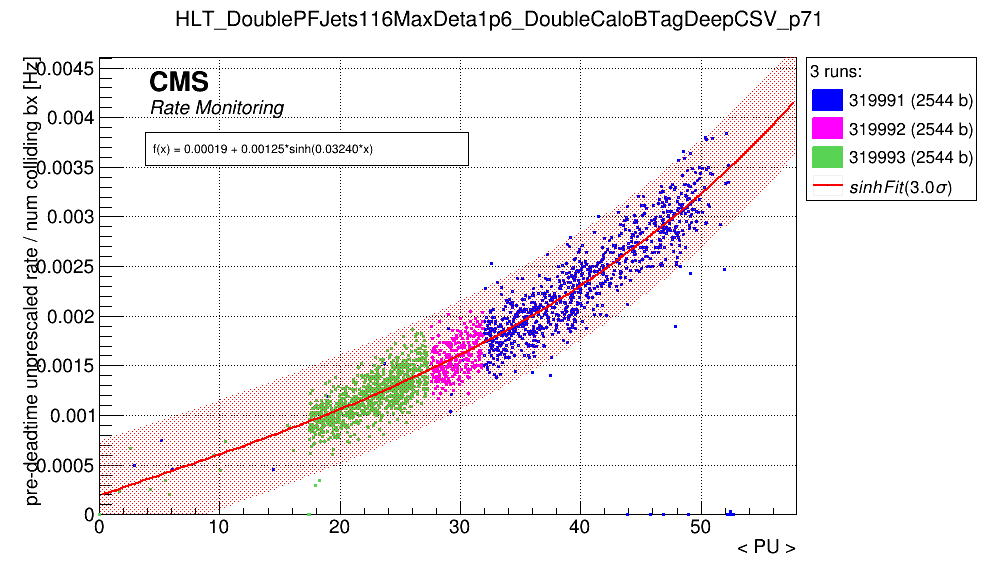 HLT_DoublePFJets116MaxDeta1p6_DoubleCaloBTagDeepCSV_p71
pre-deadtime unprescaled rate / num colliding bx [Hz]
0.0045
0.004
0.0035
0.003
0.0025
0.002
0.0015
0.001
0.0005
0
CMS
Rate Monitoring
f(x) = 0.00019 + 0.00125*sinh(0.03240*x)
3 runs:
319991 (2544 b)
319992 (2544 b)
319993 (2544 b)
sinhFit(3.0σ)
0 10 20 30 40 50
< PU >